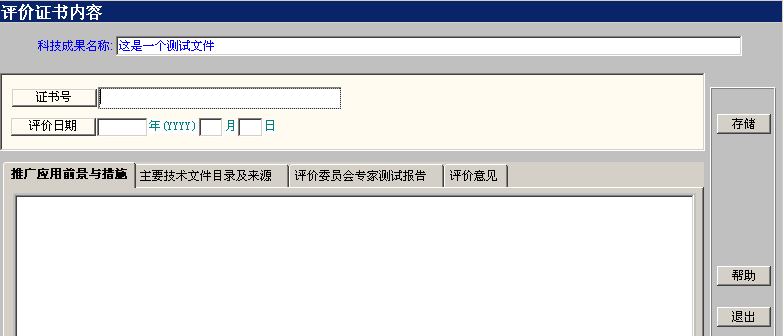 评价证书内容
科技成果名称: 这是一个测试文件
证书号
存储
评价日期 年(YYYY) 月 日
推广应用前景与措施 主要技术文件目录及来源 评价委员会专家测试报告 评价意见
帮助
退出